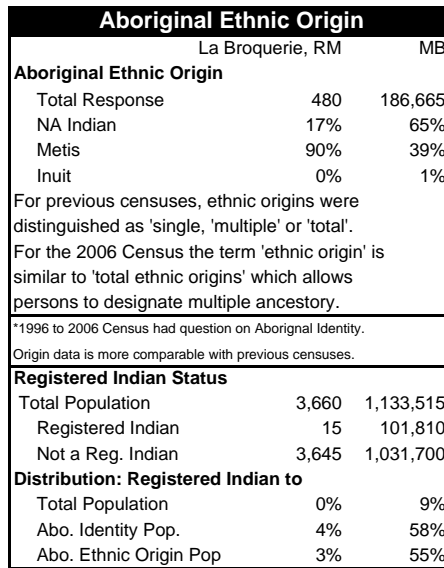 Aboriginal Ethnic Origin
La Broquerie, RM MB
Aboriginal Ethnic Origin
Total Response 480 186,665
NA Indian 17% 65%
Metis 90% 39%
Inuit 0% 1%
For previous censuses, ethnic origins were
distinguished as 'single, 'multiple' or 'total'.
For the 2006 Census the term 'ethnic origin' is
similar to 'total ethnic origins' which allows
persons to designate multiple ancestory.
*1996 to 2006 Census had question on Aborignal Identity.
Origin data is more comparable with previous censuses.
Registered Indian Status
Total Population 3,660 1,133,515
Registered Indian 15 101,810
Not a Reg. Indian 3,645 1,031,700
Distribution: Registered Indian to
Total Population 0% 9%
Abo. Identity Pop. 4% 58%
Abo. Ethnic Origin Pop 3% 55%